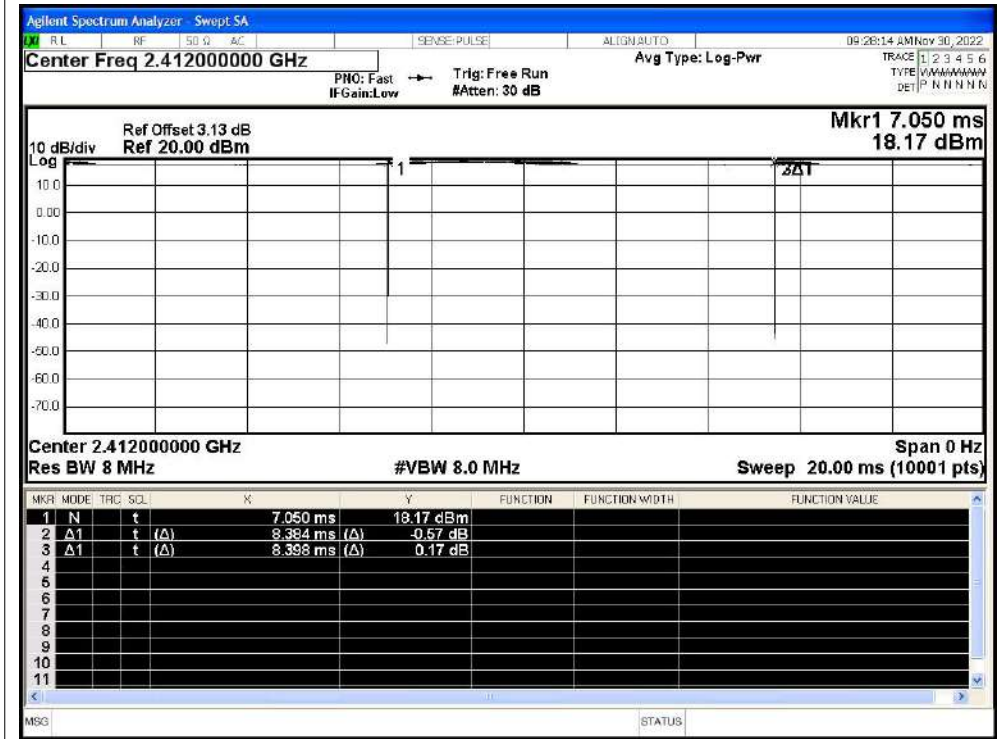 Agilent Spectrum Analyzer - Swept SA
LXI RL RF 50 Ω AC SENSE:PULSE ALIGN AUTO 09:28:14 AM Nov 30, 2022
Center Freq 2.412000000 GHz
PNO: Fast
IFGain:Low
Trig: Free Run
#Atten: 30 dB
Avg Type: Log-Pwr
TRACE 1 2 3 4 5 6
TYPE
DET P N N N N N
Ref Offset 3.13 dB
10 dB/div Ref 20.00 dBm
Log
Mkr1 7.050 ms
18.17 dBm
1
3Δ1
10.0
0.00
-10.0
-20.0
-30.0
-40.0
-50.0
-60.0
-70.0
Center 2.412000000 GHz Span 0 Hz
Res BW 8 MHz #VBW 8.0 MHz Sweep 20.00 ms (10001 pts)
MKR MODE TRC SCL X Y FUNCTION FUNCTION WIDTH FUNCTION VALUE
1 N t 7.050 ms 18.17 dBm
2 Δ1 t (Δ) 8.384 ms (Δ) -0.57 dB
3 Δ1 t (Δ) 8.398 ms (Δ) 0.17 dB
4
5
6
7
8
9
10
11
MSG STATUS